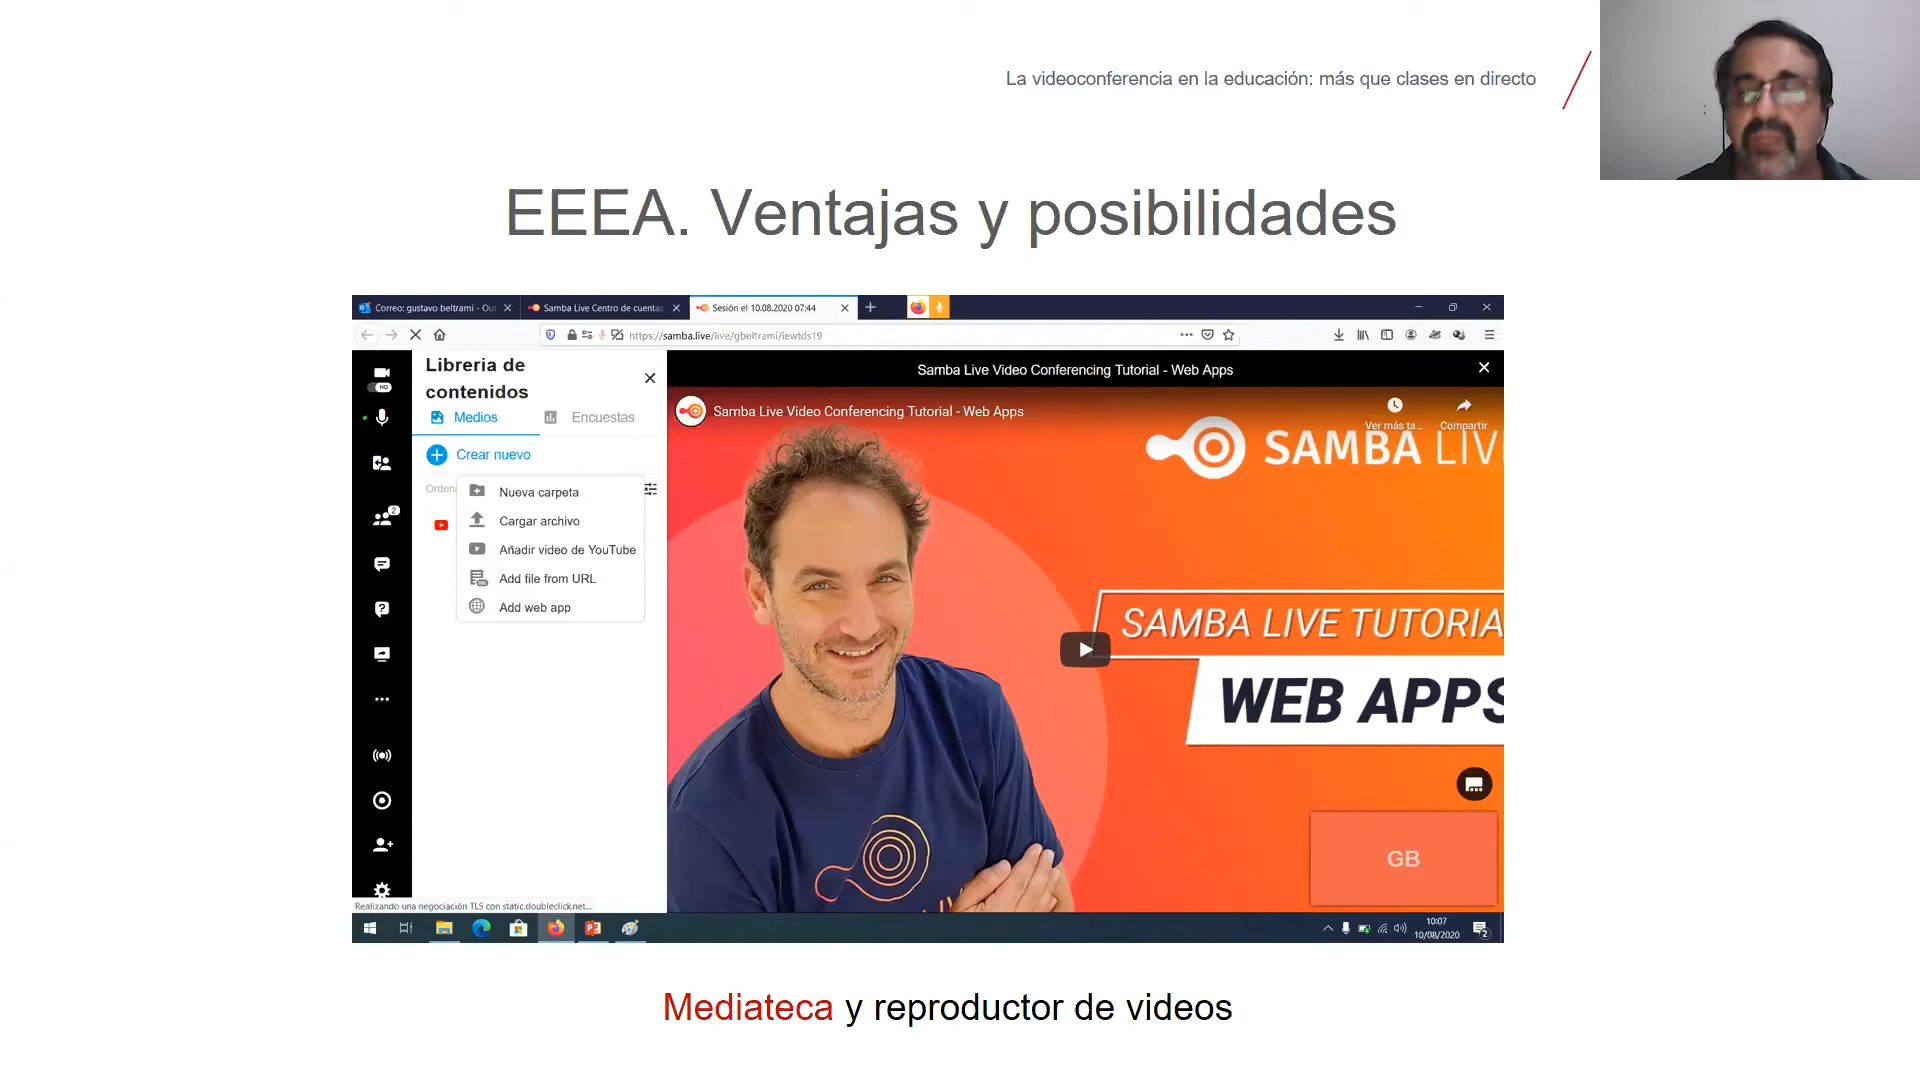 La videoconferencia en la educación: más que clases en directo
EEEA. Ventajas y posibilidades
Correo: gustavo beltrami - Out
Samba Live Centro de cuentas
Sesión el 10.08.2020 07:44
https://samba.live/live/gbeltrami/iewtds19
HD
Libreria de
contenidos
Medios
Encuestas
Crear nuevo
Ordena
Nueva carpeta
Cargar archivo
Añadir video de YouTube
Add file from URL
Add web app
2
Samba Live Video Conferencing Tutorial - Web Apps
Samba Live Video Conferencing Tutorial - Web Apps
Ver más ta...
Compartir
SAMBA LIV
SAMBA LIVE TUTORIA
WEB APPS
GB
Realizando una negociación TLS con static.doubleclick.net...
10:07
10/08/2020
2
Mediateca y reproductor de videos